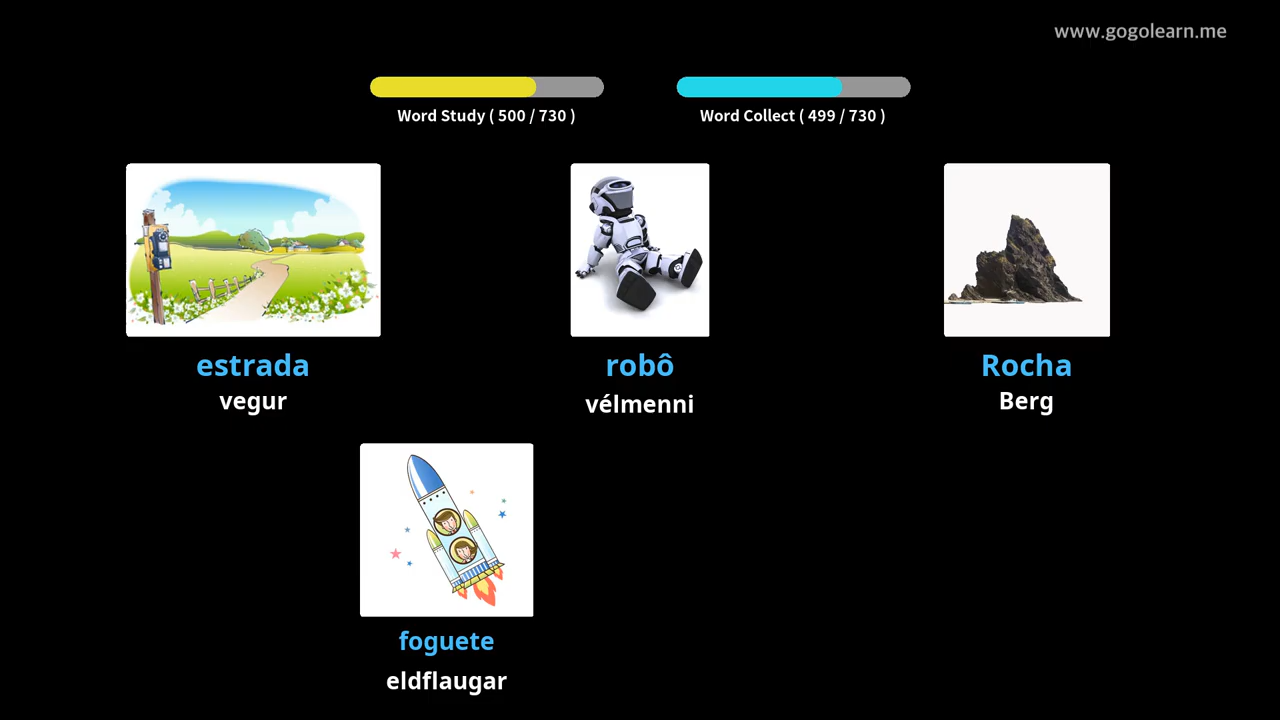 www.gogolearn.me
Word Study ( 500 / 730 )
Word Collect ( 499 / 730 )
estrada
vegur
robô
vélmenni
Rocha
Berg
foguete
eldflaugar